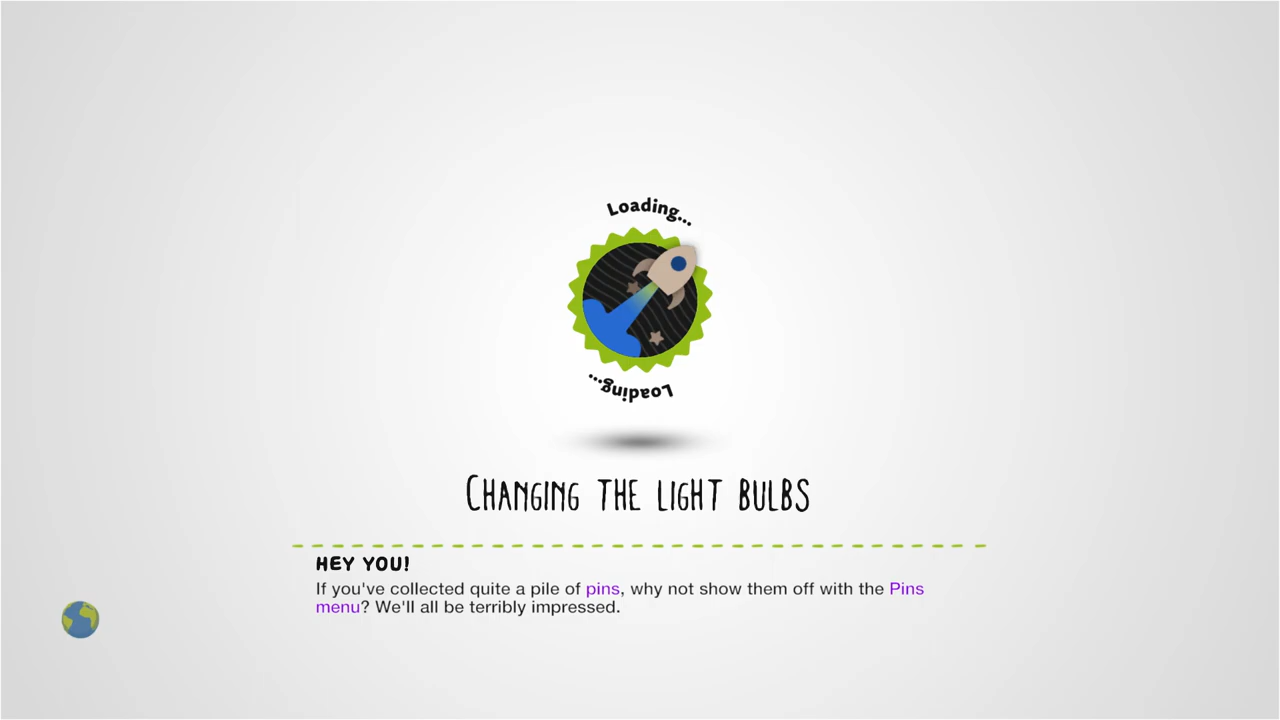 Loading...
Loading...
CHANGING THE LIGHT BULBS
HEY YOU!
If you've collected quite a pile of pins, why not show them off with the Pins
menu? We'll all be terribly impressed.